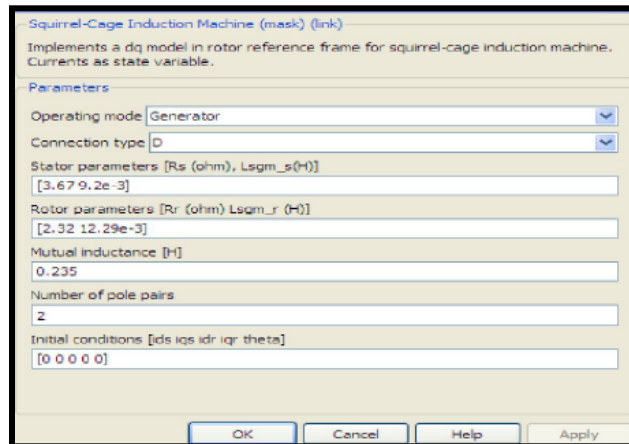 Squirrel-Cage Induction Machine (mask) (link)
Implements a dq model in rotor reference frame for squirrel-cage induction machine.
Currents as state variable.
Parameters
Operating mode Generator
Connection type D
Stator parameters [Rs (ohm), Lsgm_s(H)]
[3.67 9.2e-3]
Rotor parameters [Rr (ohm) Lsgm_r (H)]
[2.32 12.29e-3]
Mutual inductance [H]
0.235
Number of pole pairs
2
Initial conditions [ids iqs idr iqr theta]
[0 0 0 0 0]
OK Cancel Help Apply